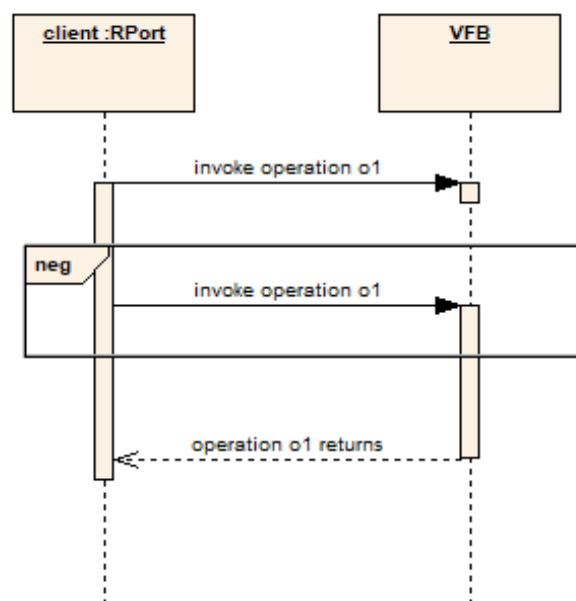 client :RPort
VFB
invoke operation o1
neg
invoke operation o1
operation o1 returns